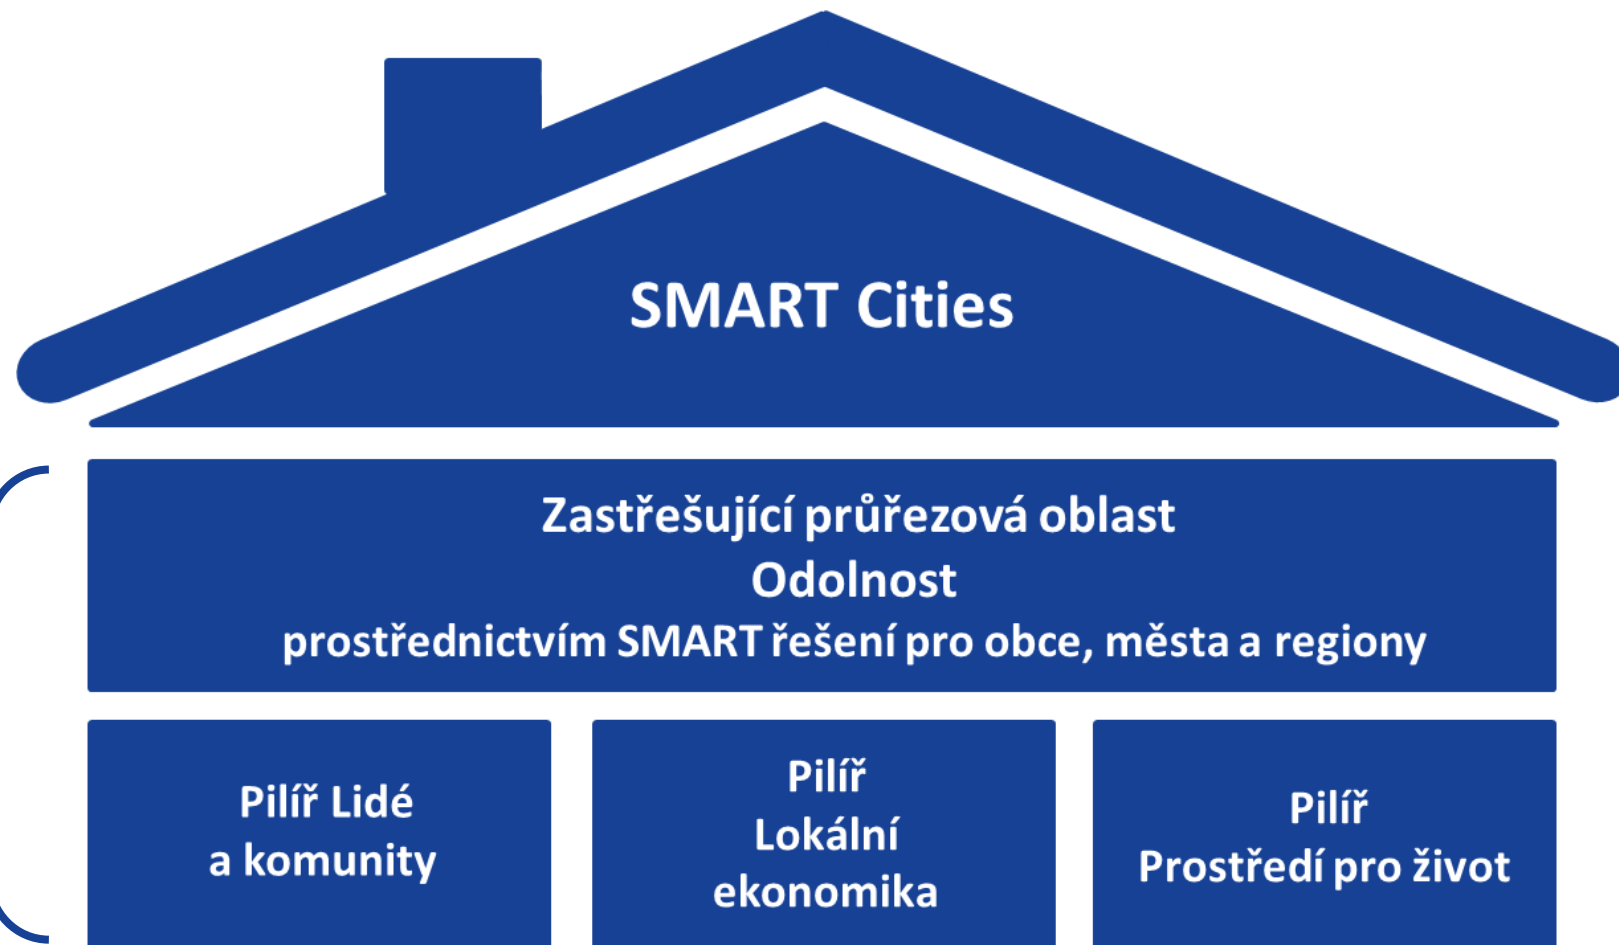 SMART Cities
Zastřešující průřezová oblast
Odolnost
prostřednictvím SMART řešení pro obce, města a regiony
Pilíř Lidé
a komunity
Pilíř
Lokální
ekonomika
Pilíř
Prostředí pro život